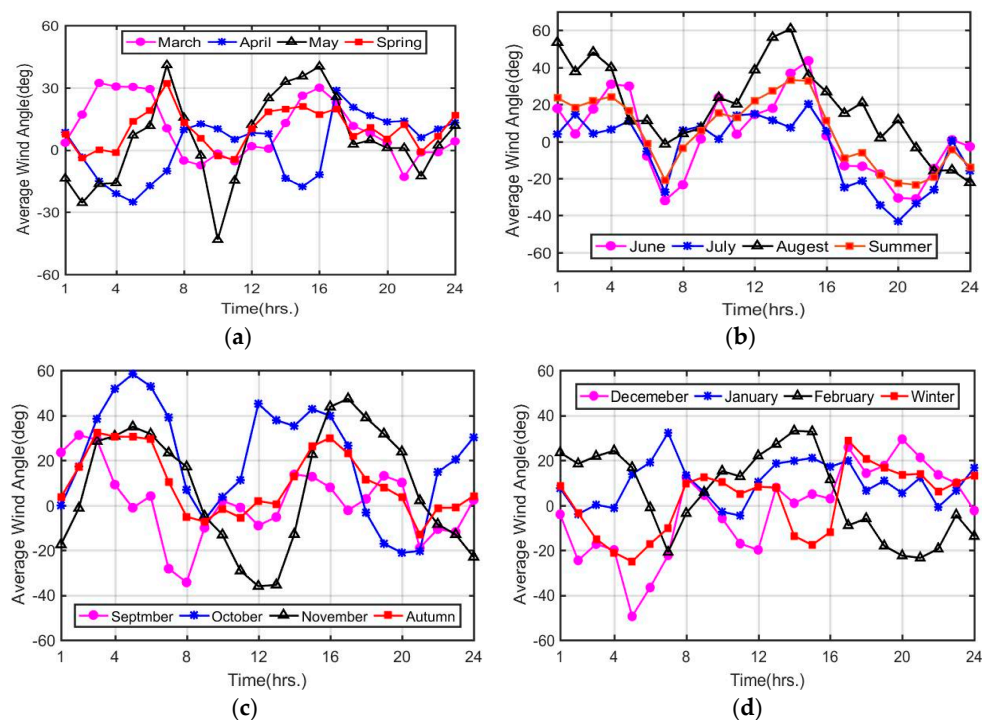 60
30
0
-30
-60
Average Wind Angle(deg)
March April May Spring
1 4 8 12 16 20 24
Time(hrs.)
(a)
60
40
20
0
-20
-40
-60
Average Wind Angle(deg)
June July Augest Summer
1 4 8 12 16 20 24
Time(hrs.)
(b)
60
40
20
0
-20
-40
-60
Average Wind Angle(deg)
Septmber October November Autumn
1 4 8 12 16 20 24
Time(hrs.)
(c)
60
40
20
0
-20
-40
-60
Average Wind Angle(deg)
Decemeber January February Winter
1 4 8 12 16 20 24
Time(hrs.)
(d)